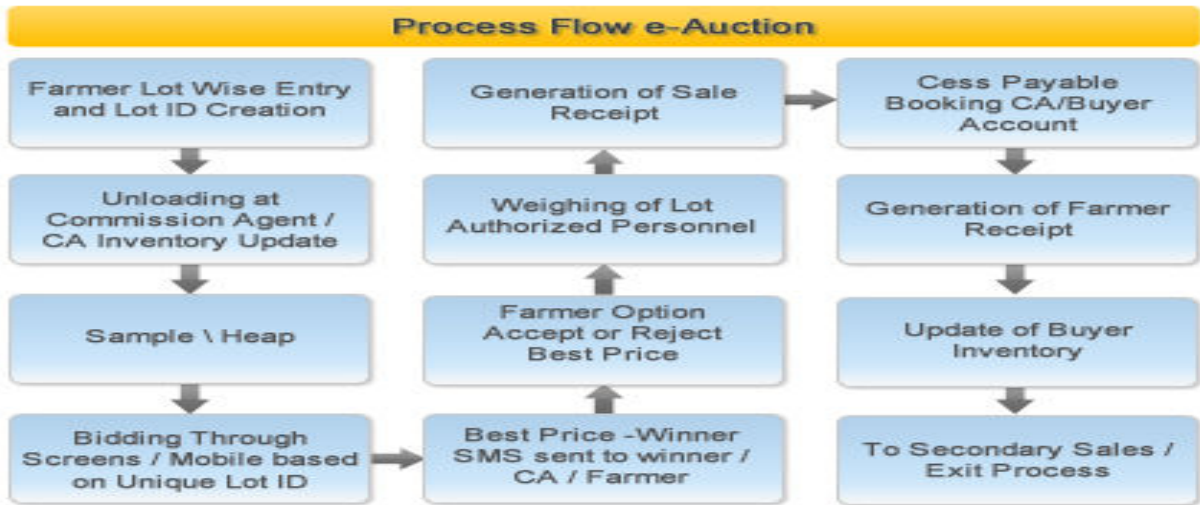 Process Flow e-Auction
Farmer Lot Wise Entry
and Lot ID Creation
Unloading at
Commission Agent /
CA Inventory Update
Sample \ Heap
Bidding Through
Screens / Mobile based
on Unique Lot ID
Best Price -Winner
SMS sent to winner /
CA / Farmer
Farmer Option
Accept or Reject
Best Price
Weighing of Lot
Authorized Personnel
Generation of Sale
Receipt
Cess Payable
Booking CA/Buyer
Account
Generation of Farmer
Receipt
Update of Buyer
Inventory
To Secondary Sales /
Exit Process